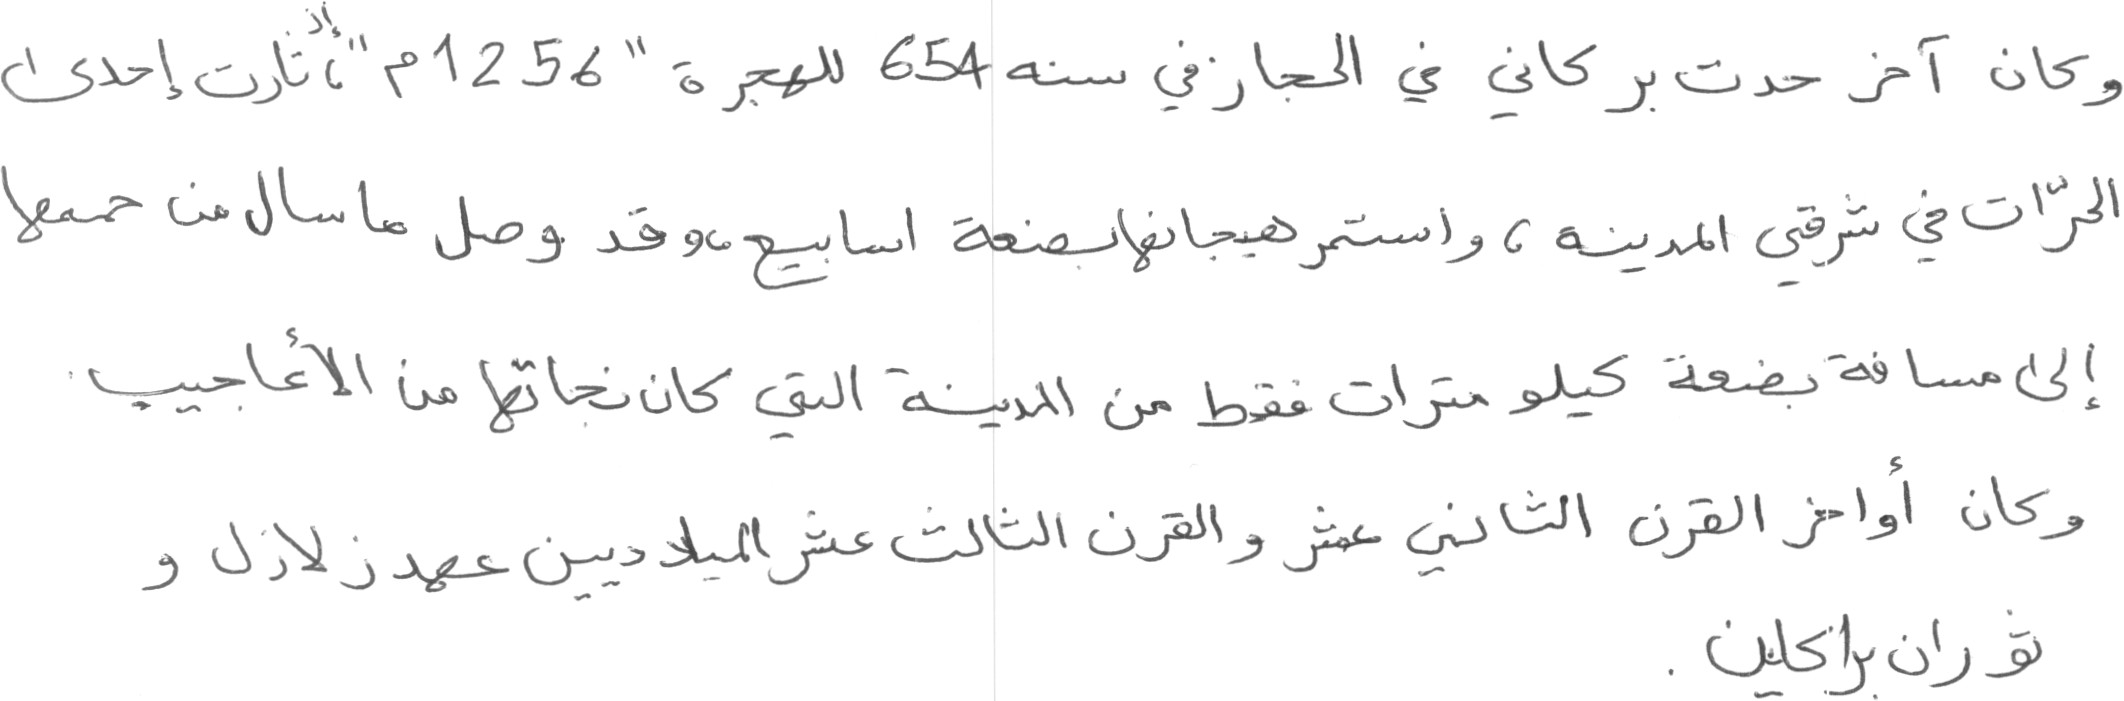 وكان آخر حدث بركاني في الحجاز في سنه 654 للهجرة "1256م"، إذ ثارت إحدى
الحرّات في شرقي المدينه، واستمر هيجانها بضعة اسابيع، وقد وصل ما سال من حممها
إلى مسافة بضعة كيلو مترات فقط من المدينة التي كان نجاتها من الأعاجيب.
وكان أواخر القرن الثاني عشر والقرن الثالث عشر الميلاديين عهد زلازل و
ثوران براكين.